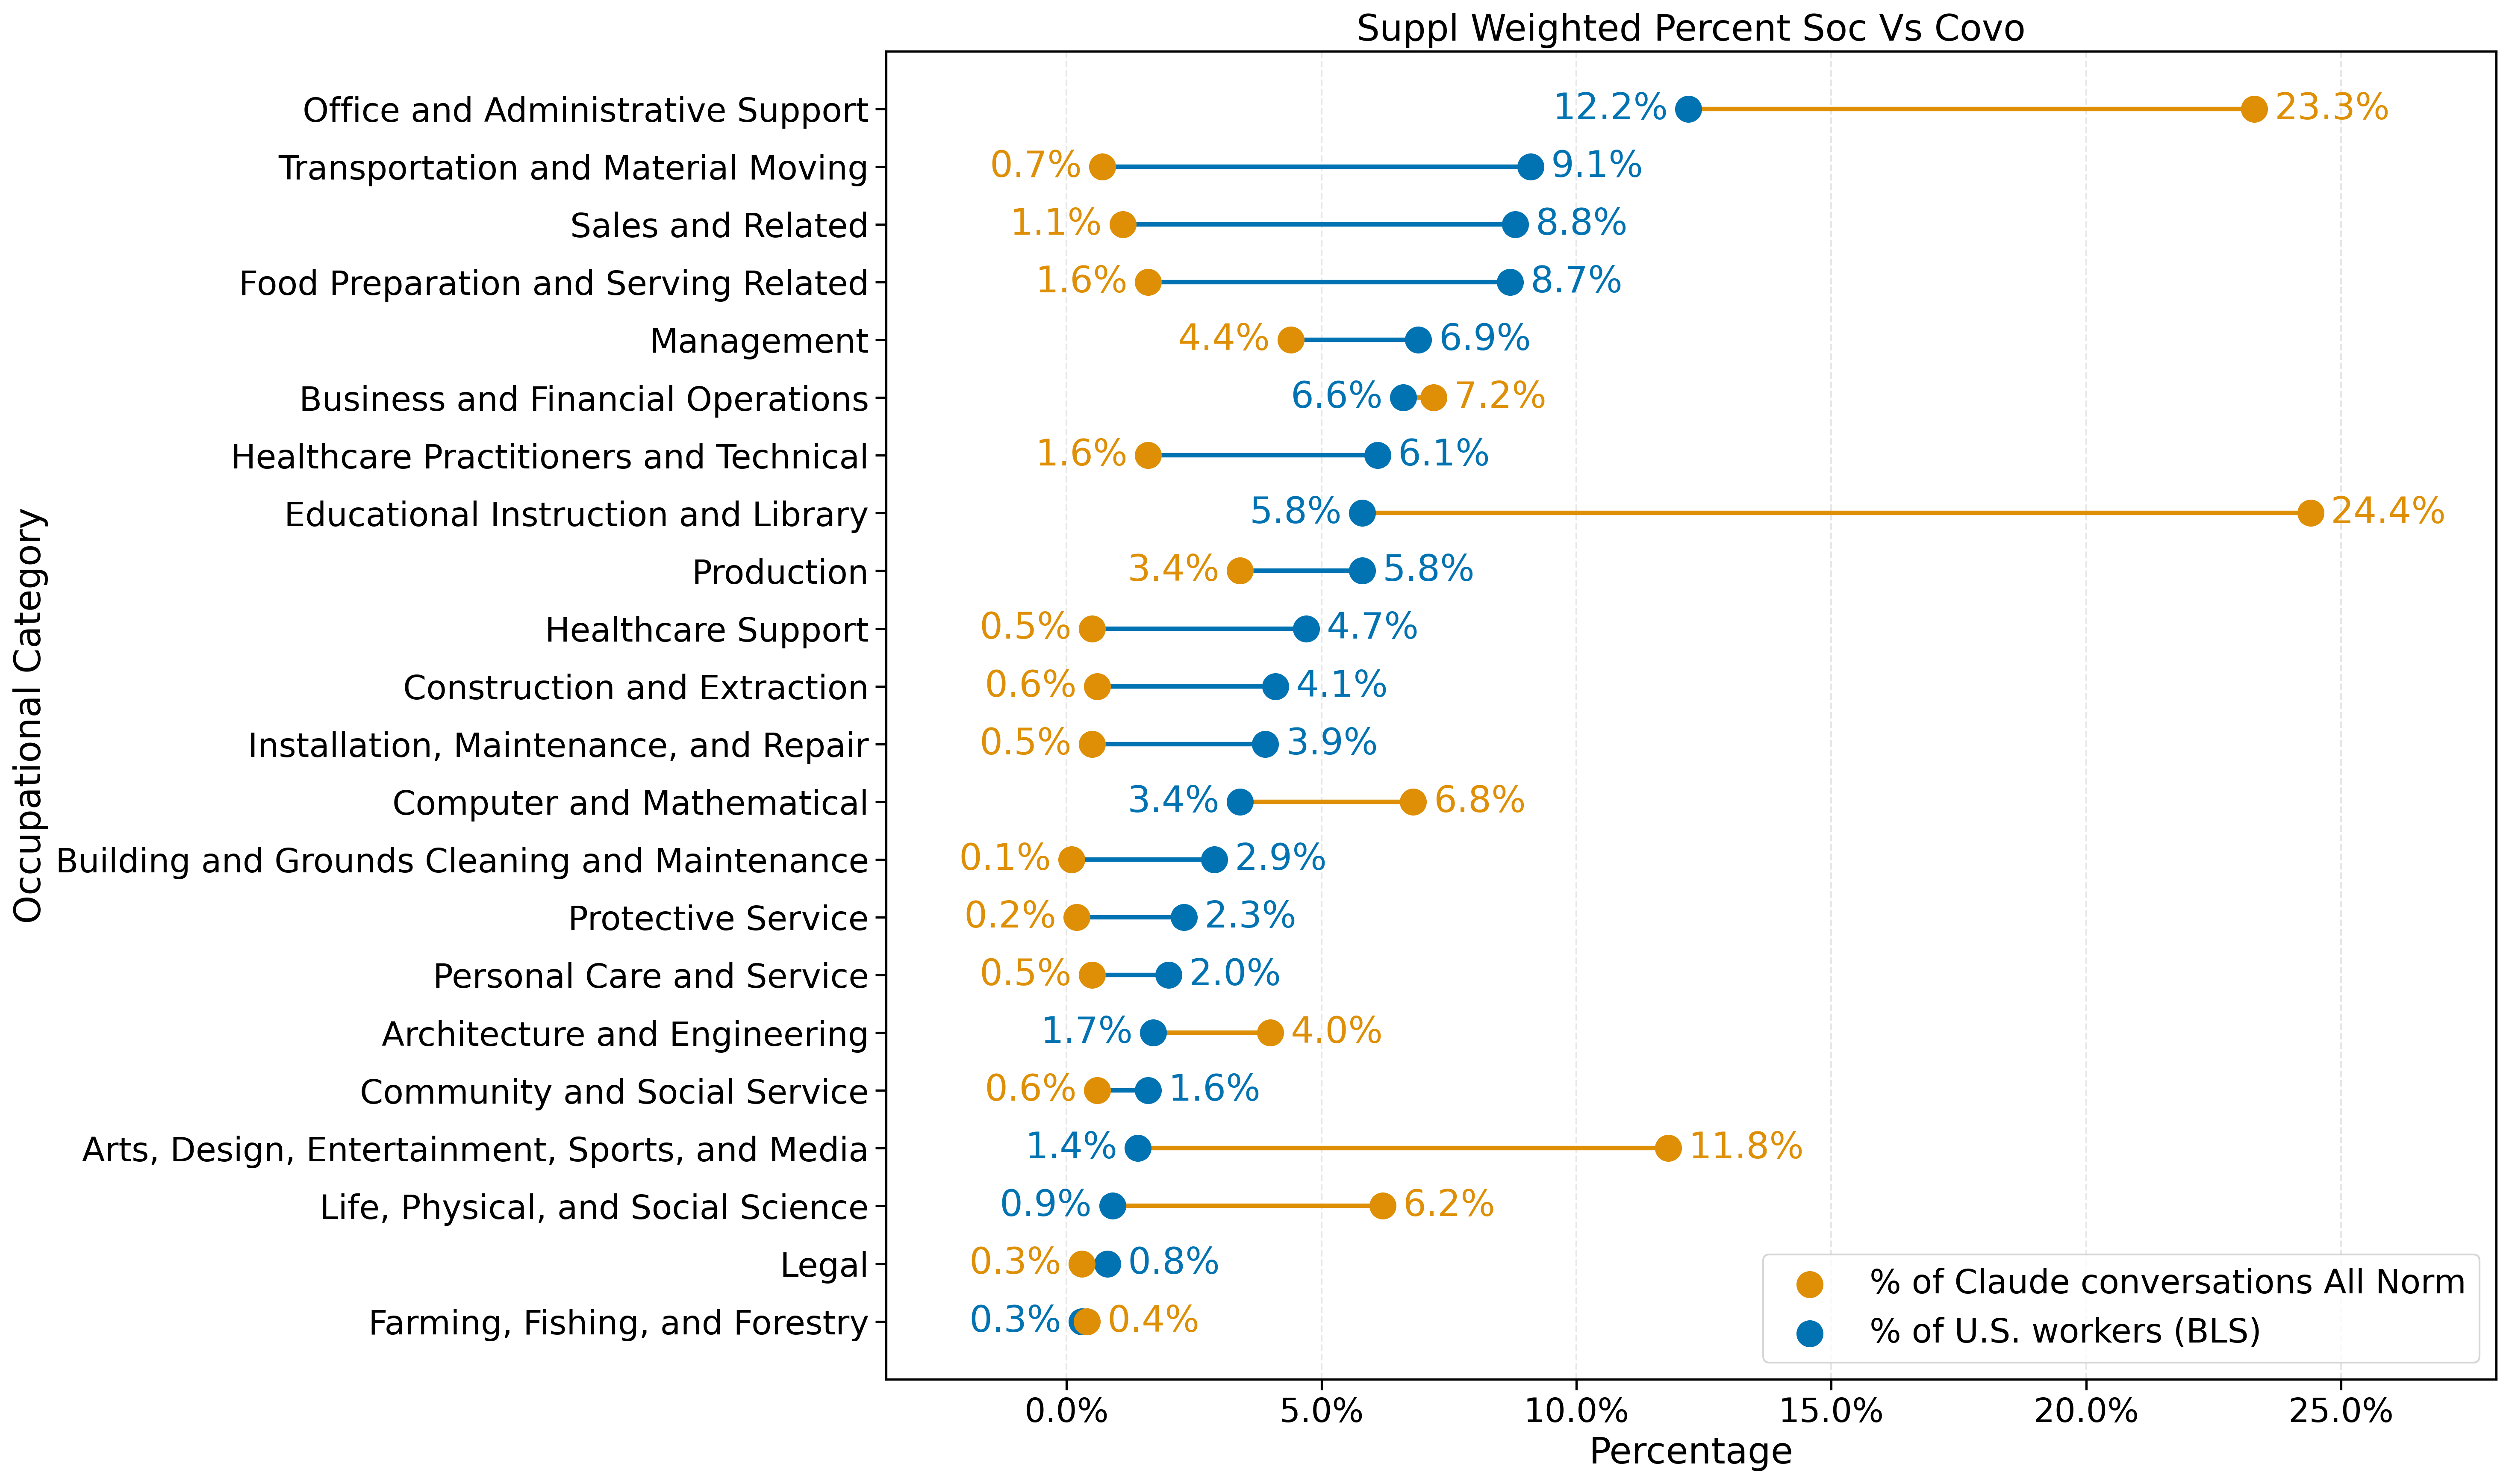 Suppl Weighted Percent Soc Vs Covo
Occupational Category
Office and Administrative Support 12.2% 23.3%
Transportation and Material Moving 0.7% 9.1%
Sales and Related 1.1% 8.8%
Food Preparation and Serving Related 1.6% 8.7%
Management 4.4% 6.9%
Business and Financial Operations 6.6% 7.2%
Healthcare Practitioners and Technical 1.6% 6.1%
Educational Instruction and Library 5.8% 24.4%
Production 3.4% 5.8%
Healthcare Support 0.5% 4.7%
Construction and Extraction 0.6% 4.1%
Installation, Maintenance, and Repair 0.5% 3.9%
Computer and Mathematical 3.4% 6.8%
Building and Grounds Cleaning and Maintenance 0.1% 2.9%
Protective Service 0.2% 2.3%
Personal Care and Service 0.5% 2.0%
Architecture and Engineering 1.7% 4.0%
Community and Social Service 0.6% 1.6%
Arts, Design, Entertainment, Sports, and Media 1.4% 11.8%
Life, Physical, and Social Science 0.9% 6.2%
Legal 0.3% 0.8%
Farming, Fishing, and Forestry 0.3% 0.4%
% of Claude conversations All Norm
% of U.S. workers (BLS)
0.0% 5.0% 10.0% 15.0% 20.0% 25.0%
Percentage